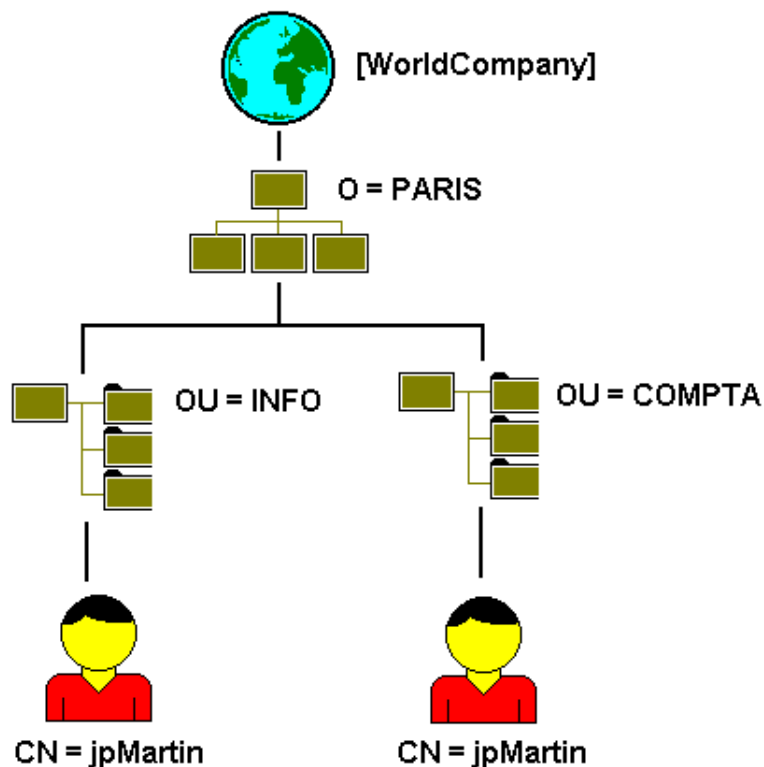 [WorldCompany]
O = PARIS
OU = INFO
OU = COMPTA
CN = jpMartin
CN = jpMartin